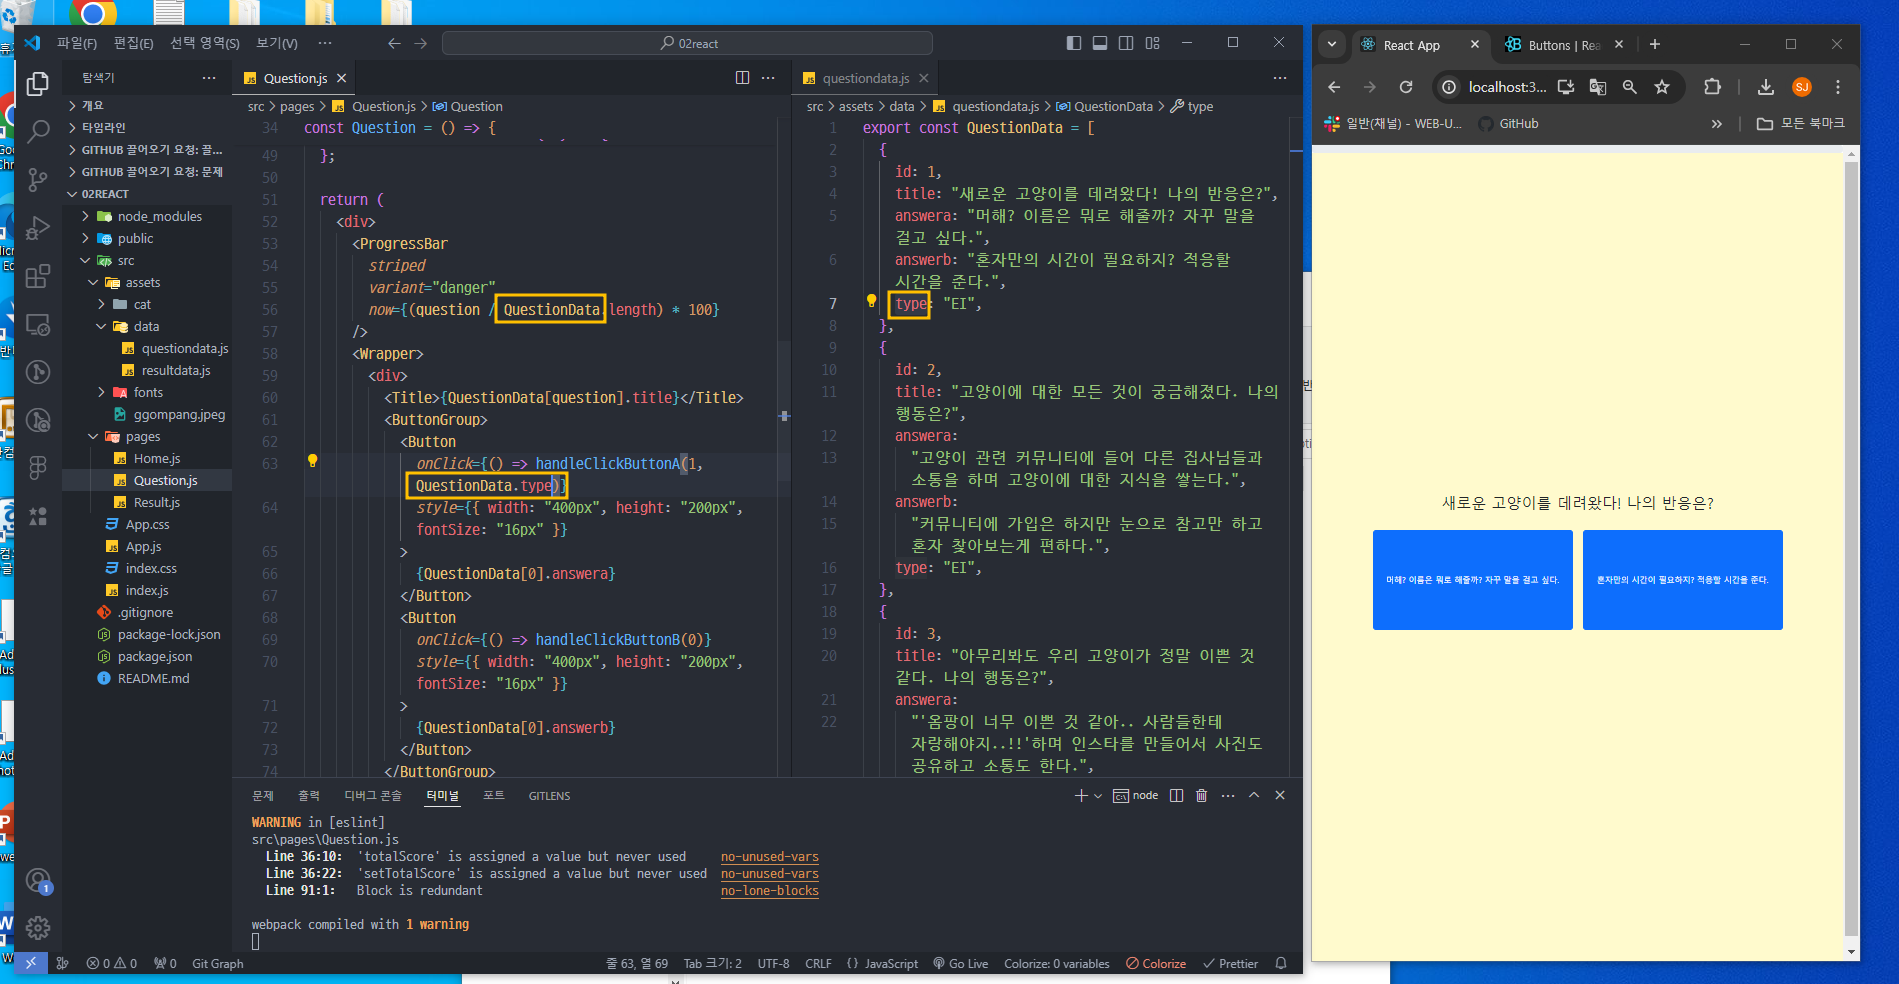 파일(F) 편집(E) 선택 영역(S) 보기(V) ··· 02react
탐색기
개요
타임라인
GITHUB 끌어오기 요청: 끌...
GITHUB 끌어오기 요청: 문제
02REACT
node_modules
public
src
assets
cat
data
questiondata.js
resultdata.js
fonts
ggompang.jpeg
pages
Home.js
Question.js
Result.js
App.css
App.js
index.css
index.js
.gitignore
package-lock.json
package.json
README.md
Question.js
src > pages > Question.js > Question
34 const Question = () => {
49 };
50
51 return (
52 <div>
53 <ProgressBar
54 striped
55 variant="danger"
56 now={(question / QuestionData.length) * 100}
57 />
58 <Wrapper>
59 <div>
60 <Title>{QuestionData[question].title}</Title>
61 <ButtonGroup>
62 <Button
63 onClick={() => handleClickButtonA(1,
QuestionData.type)}
64 style={{ width: "400px", height: "200px",
fontSize: "16px" }}
65 >
66 {QuestionData[0].answera}
67 </Button>
68 <Button
69 onClick={() => handleClickButtonB(0)}
70 style={{ width: "400px", height: "200px",
fontSize: "16px" }}
71 >
72 {QuestionData[0].answerb}
73 </Button>
74 </ButtonGroup>
questiondata.js
src > assets > data > questiondata.js > QuestionData > type
1 export const QuestionData = [
2 {
3 id: 1,
4 title: "새로운 고양이를 데려왔다! 나의 반응은?",
5 answera: "머해? 이름은 뭐로 해줄까? 자꾸 말을
걸고 싶다.",
6 answerb: "혼자만의 시간이 필요하지? 적응할
시간을 준다.",
7 type: "EI",
8 },
9 {
10 id: 2,
11 title: "고양이에 대한 모든 것이 궁금해졌다. 나의
행동은?",
12 answera:
13 "고양이 관련 커뮤니티에 들어 다른 집사님들과
소통을 하며 고양이에 대한 지식을 쌓는다.",
14 answerb:
15 "커뮤니티에 가입은 하지만 눈으로 참고만 하고
혼자 찾아보는게 편하다.",
16 type: "EI",
17 },
18 {
19 id: 3,
20 title: "아무리봐도 우리 고양이가 정말 이쁜 것
같다. 나의 행동은?",
21 answera:
22 "'옴팡이 너무 이쁜 것 같아.. 사람들한테
자랑해야지..!!'하며 인스타를 만들어서 사진도
공유하고 소통도 한다.",
문제 출력 디버그 콘솔 터미널 포트 GITLENS
node
WARNING in [eslint]
src\pages\Question.js
Line 36:10: 'totalScore' is assigned a value but never used no-unused-vars
Line 36:22: 'setTotalScore' is assigned a value but never used no-unused-vars
Line 91:1: Block is redundant no-lone-blocks
webpack compiled with 1 warning
0 0 0 Git Graph 줄 63, 열 69 Tab 크기: 2 UTF-8 CRLF {} JavaScript Go Live Colorize: 0 variables Colorize Prettier
React App Buttons | Rea
localhost:3... SJ
일반(채널) - WEB-U... GitHub » 모든 북마크
새로운 고양이를 데려왔다! 나의 반응은?
머해? 이름은 뭐로 해줄까? 자꾸 말을 걸고 싶다. 혼자만의 시간이 필요하지? 적응할 시간을 준다.